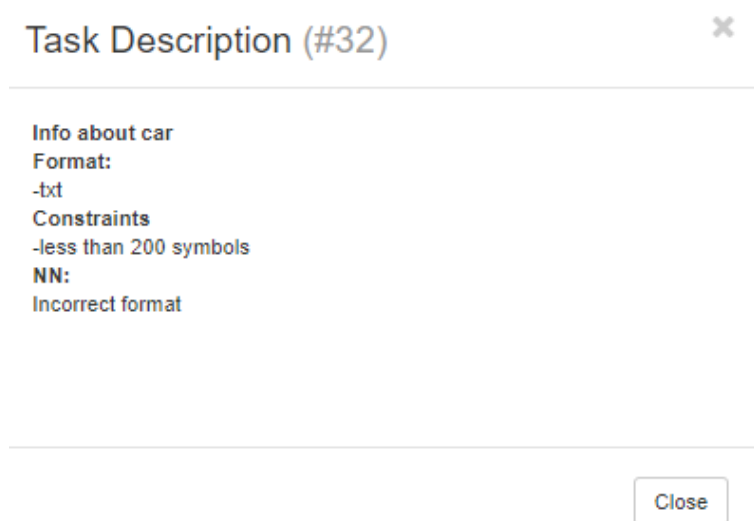 Task Description (#32)
×
Info about car
Format:
-txt
Constraints
-less than 200 symbols
NN:
Incorrect format
Close